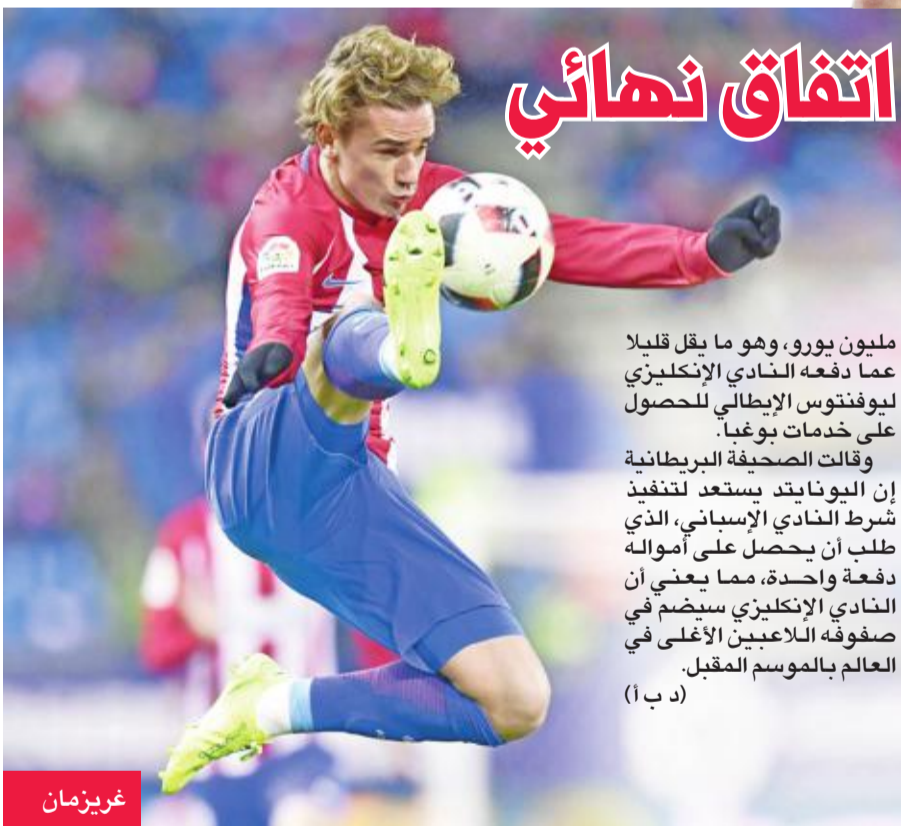 اتفاق نهائي
مليون يورو، وهو ما يقل قليلا
عما دفعه النادي الإنكليزي
ليوفنتوس الإيطالي للحصول
على خدمات بوغبا.
وقالت الصحيفة البريطانية
إن اليونايتد يستعد لتنفيذ
شرط النادي الإسباني، الذي
طلب أن يحصل على أمواله
دفعة واحدة، مما يعني أن
النادي الإنكليزي سيضم في
صفوفه اللاعبين الأغلى في
العالم بالموسم المقبل.
(د ب أ)
غريزمان